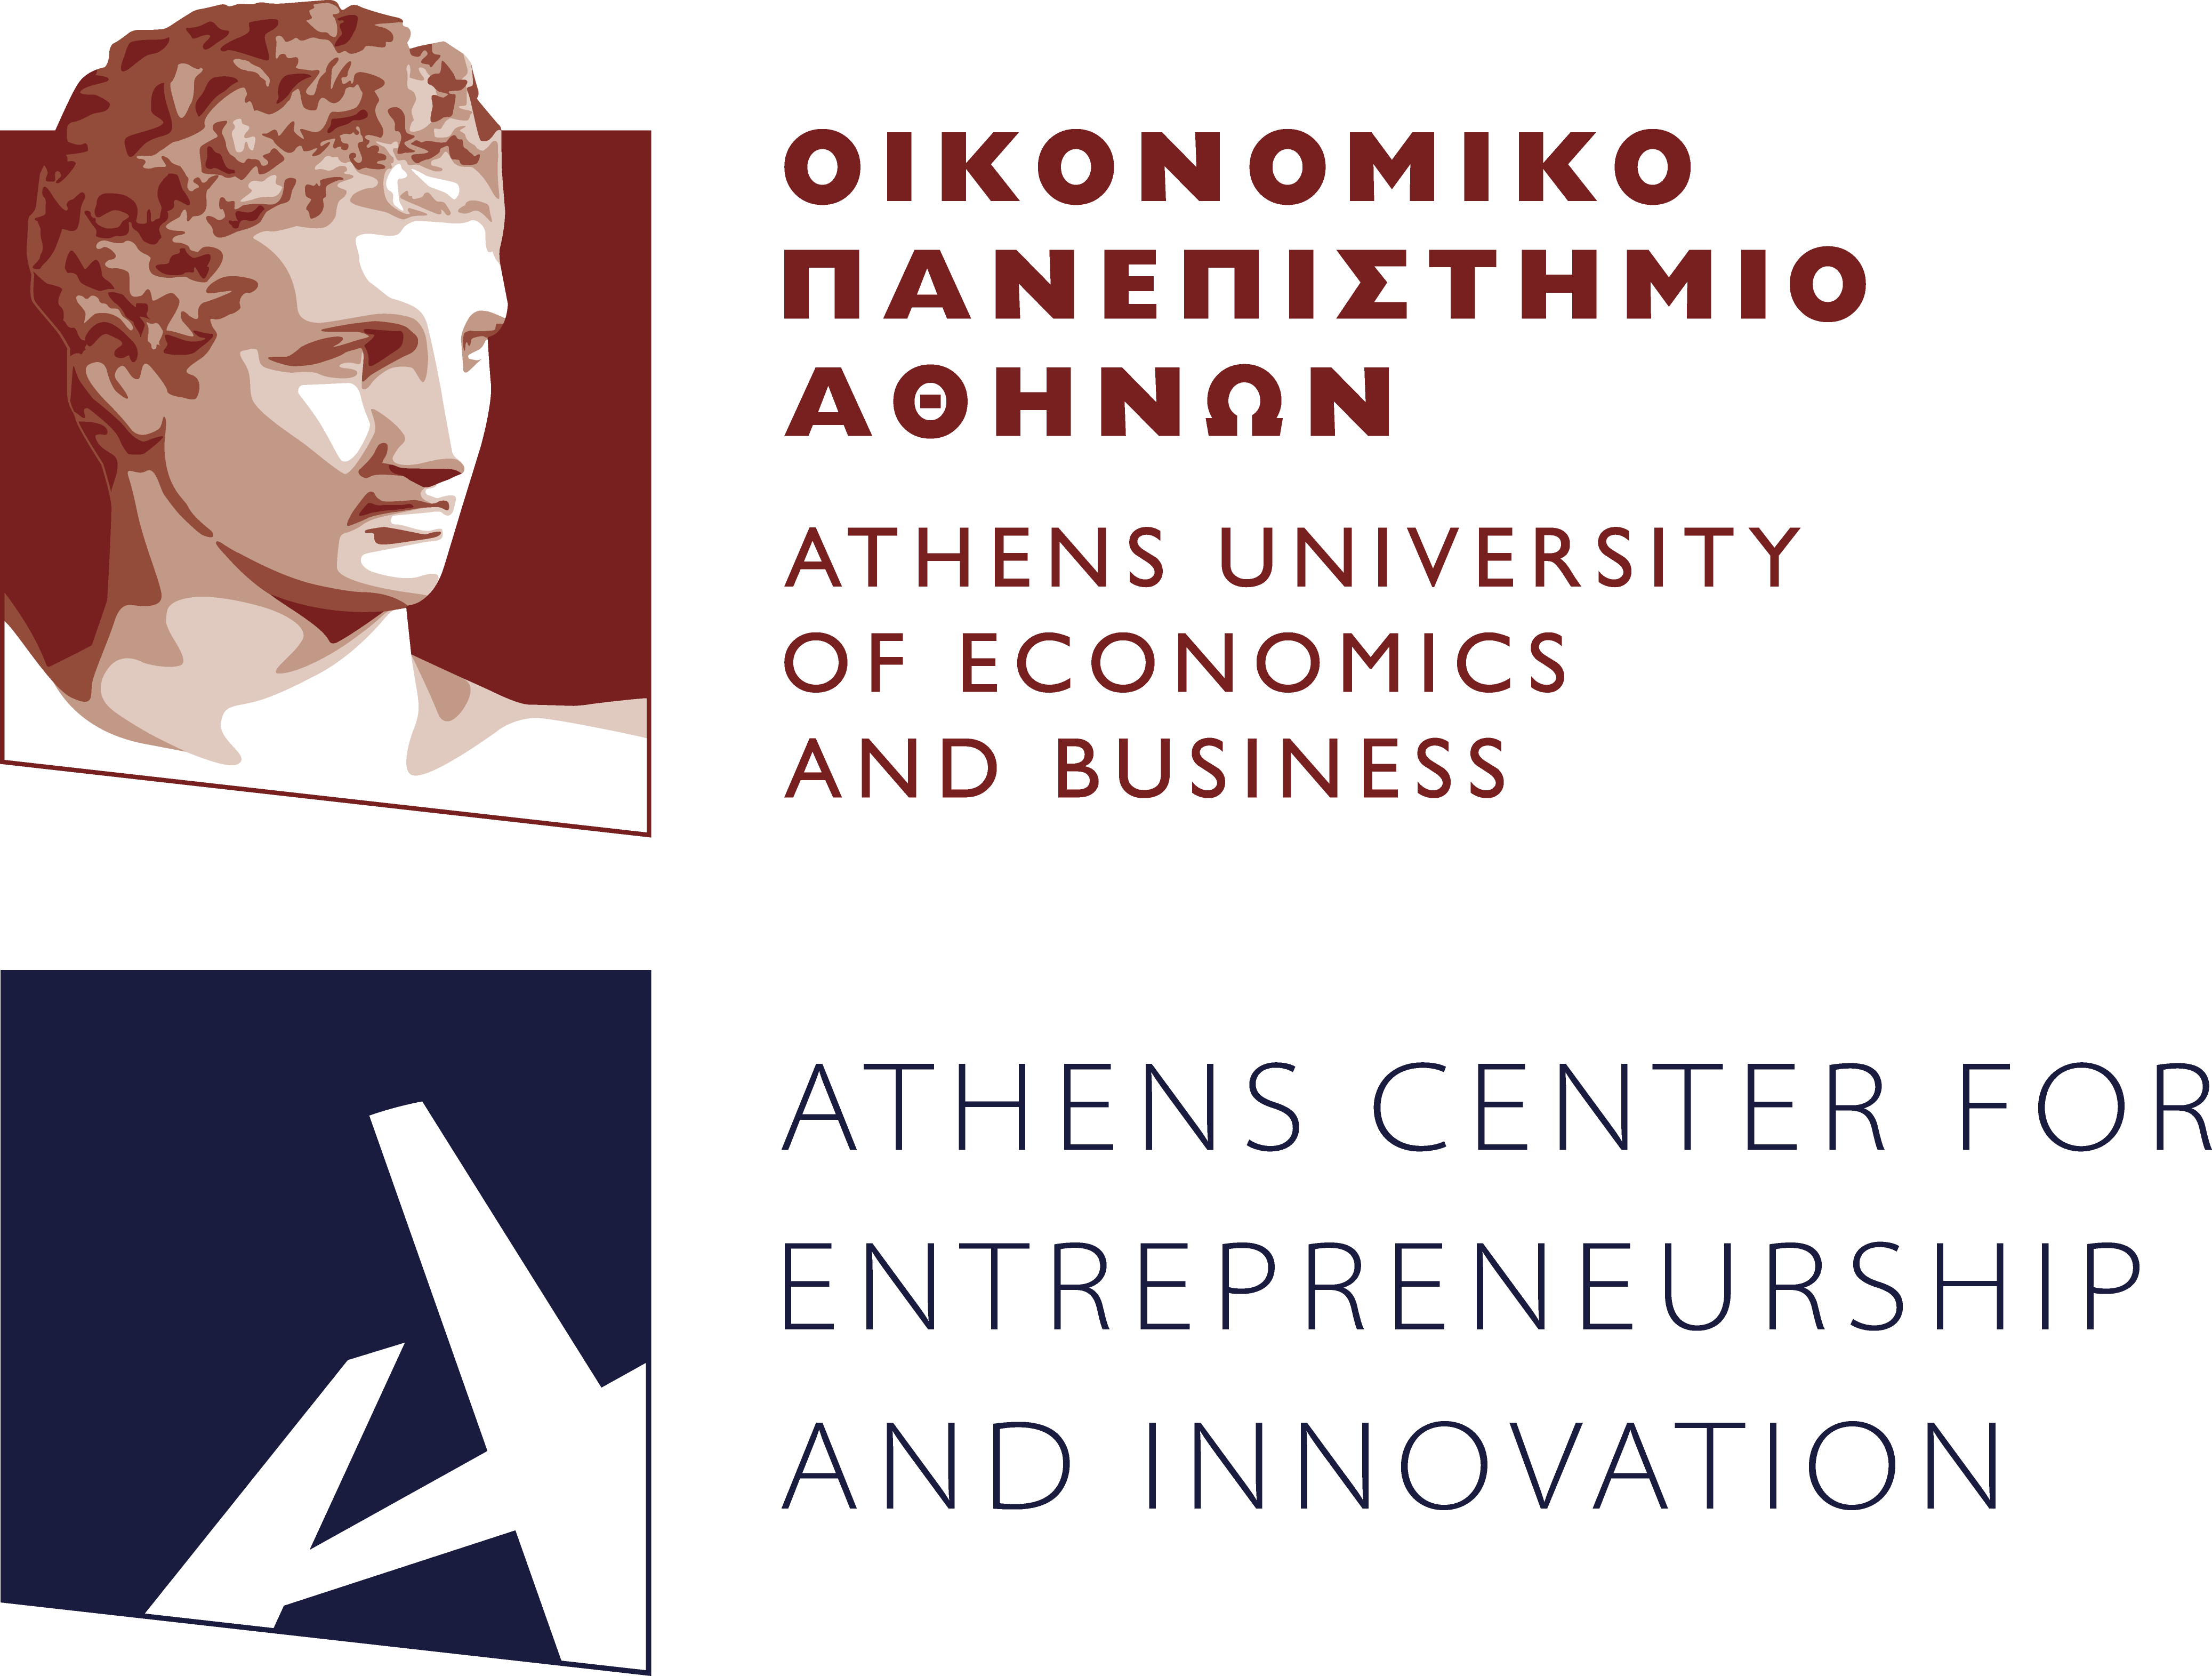 ΟΙΚΟΝΟΜΙΚΟ
ΠΑΝΕΠΙΣΤΗΜΙΟ
ΑΘΗΝΩΝ
ATHENS UNIVERSITY
OF ECONOMICS
AND BUSINESS
ATHENS CENTER FOR
ENTREPRENEURSHIP
AND INNOVATION